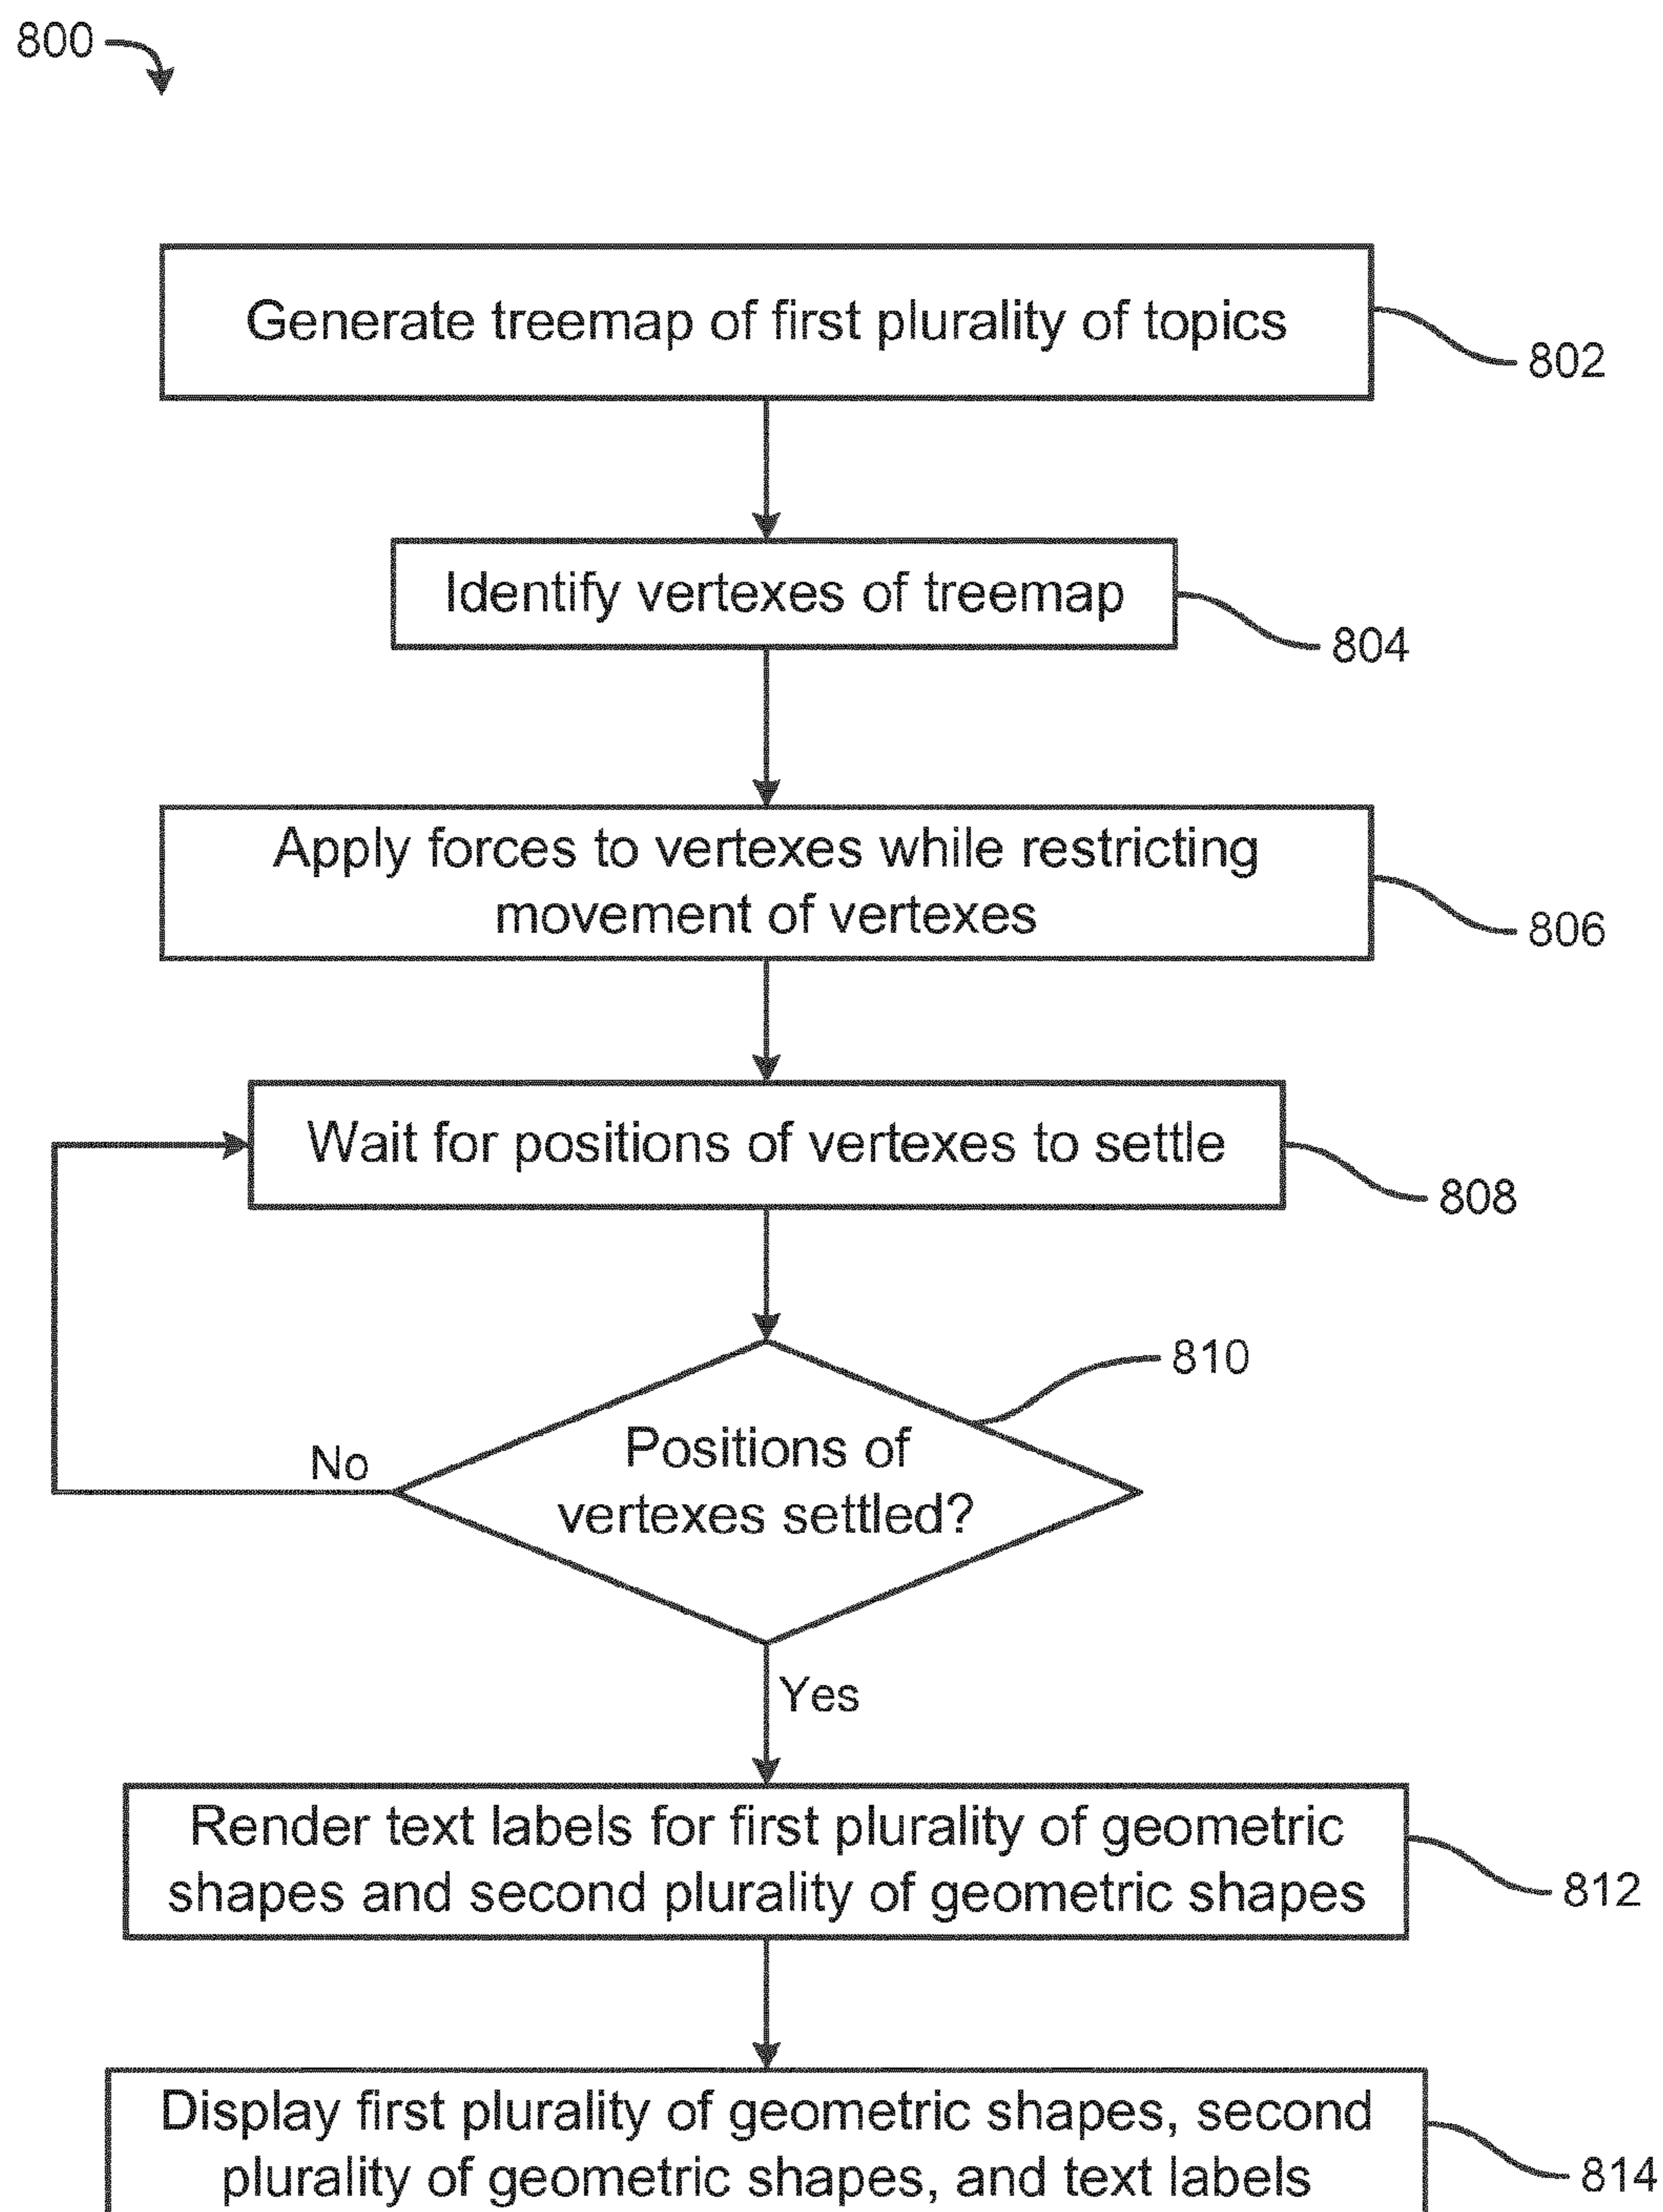 800
Generate treemap of first plurality of topics
802
Identify vertexes of treemap
804
Apply forces to vertexes while restricting
movement of vertexes
806
Wait for positions of vertexes to settle
808
810
Positions of
vertexes settled?
No
Yes
Render text labels for first plurality of geometric
shapes and second plurality of geometric shapes
812
Display first plurality of geometric shapes, second
plurality of geometric shapes, and text labels
814